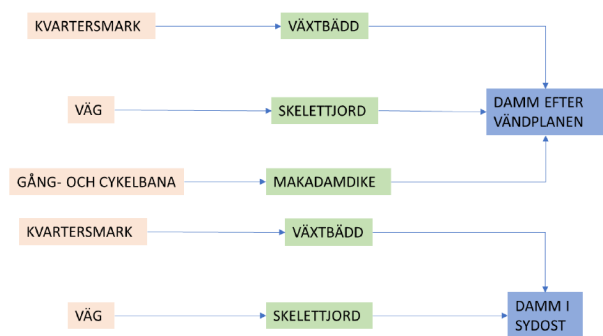 KVARTERSMARK
VÄXTBÄDD
VÄG
SKELETTJORD
DAMM EFTER
VÄNDPLANEN
GÅNG- OCH CYKELBANA
MAKADAMDIKE
KVARTERSMARK
VÄXTBÄDD
VÄG
SKELETTJORD
DAMM I
SYDOST